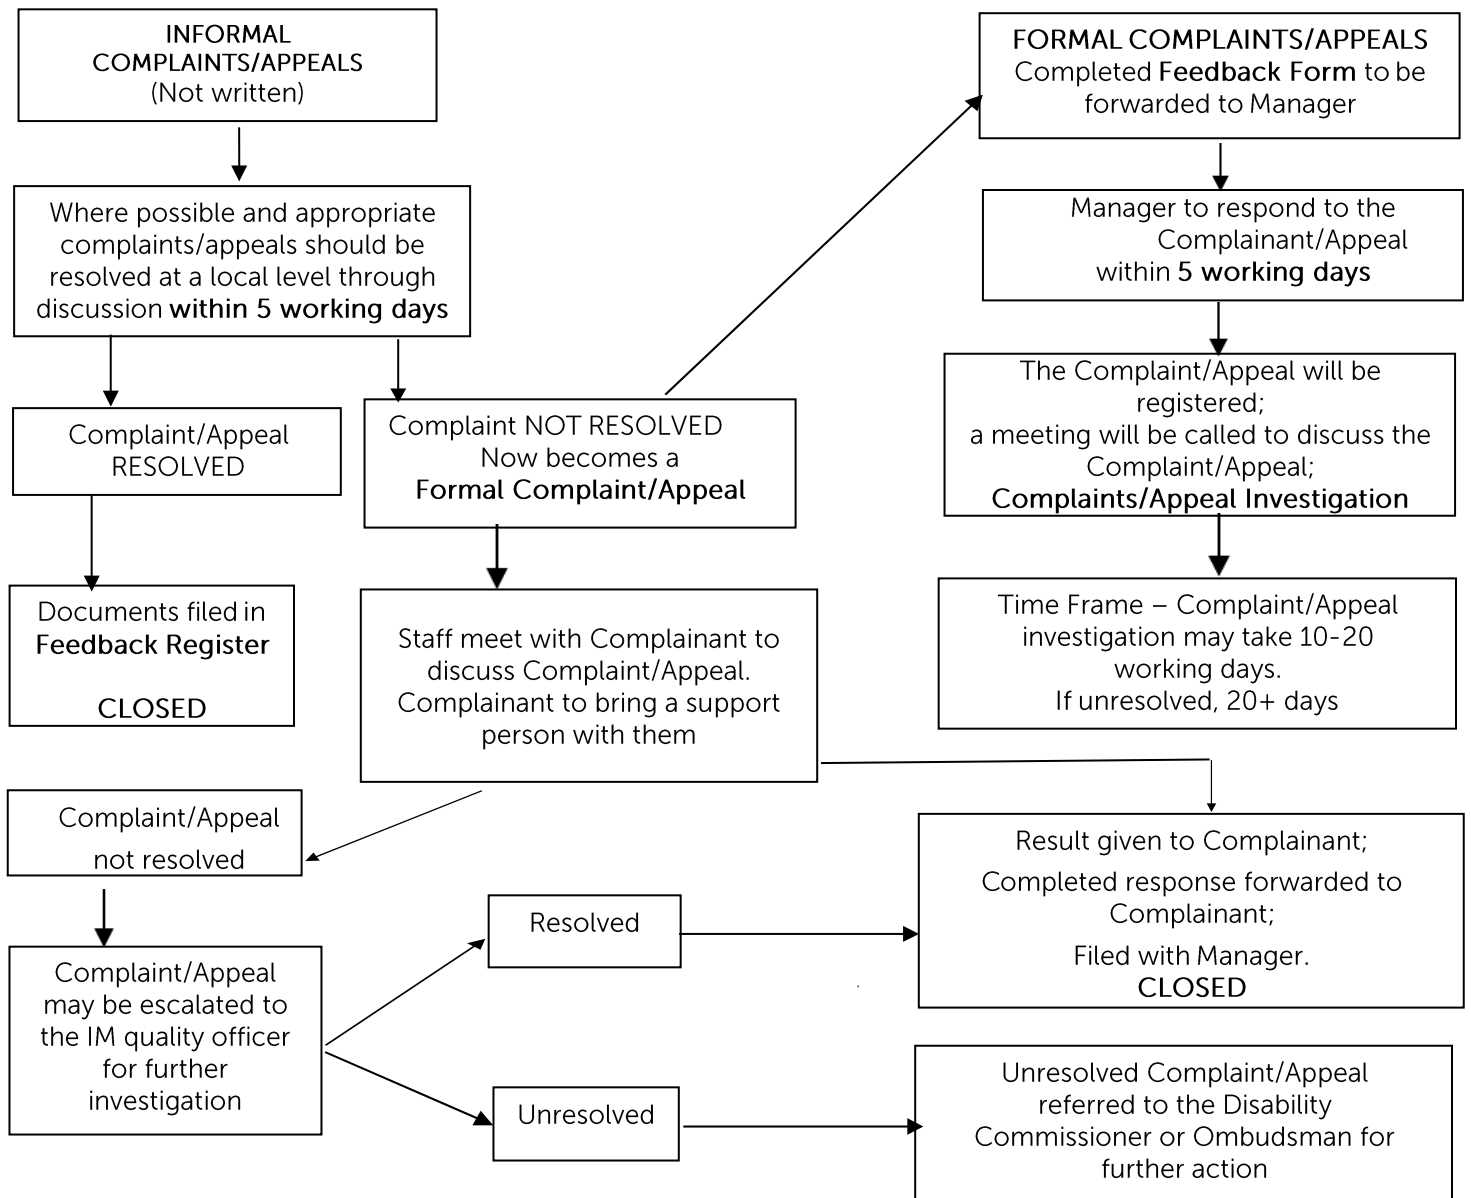 INFORMAL
COMPLAINTS/APPEALS
(Not written)
Where possible and appropriate
complaints/appeals should be
resolved at a local level through
discussion within 5 working days
Complaint/Appeal
RESOLVED
Documents filed in
Feedback Register
CLOSED
Complaint NOT RESOLVED
Now becomes a
Formal Complaint/Appeal
Staff meet with Complainant to
discuss Complaint/Appeal.
Complainant to bring a support
person with them
FORMAL COMPLAINTS/APPEALS
Completed Feedback Form to be
forwarded to Manager
Manager to respond to the
Complainant/Appeal
within 5 working days
The Complaint/Appeal will be
registered;
a meeting will be called to discuss the
Complaint/Appeal;
Complaints/Appeal Investigation
Time Frame – Complaint/Appeal
investigation may take 10-20
working days.
If unresolved, 20+ days
Complaint/Appeal
not resolved
Complaint/Appeal
may be escalated to
the IM quality officer
for further
investigation
Resolved
Result given to Complainant;
Completed response forwarded to
Complainant;
Filed with Manager.
CLOSED
Unresolved
Unresolved Complaint/Appeal
referred to the Disability
Commissioner or Ombudsman for
further action